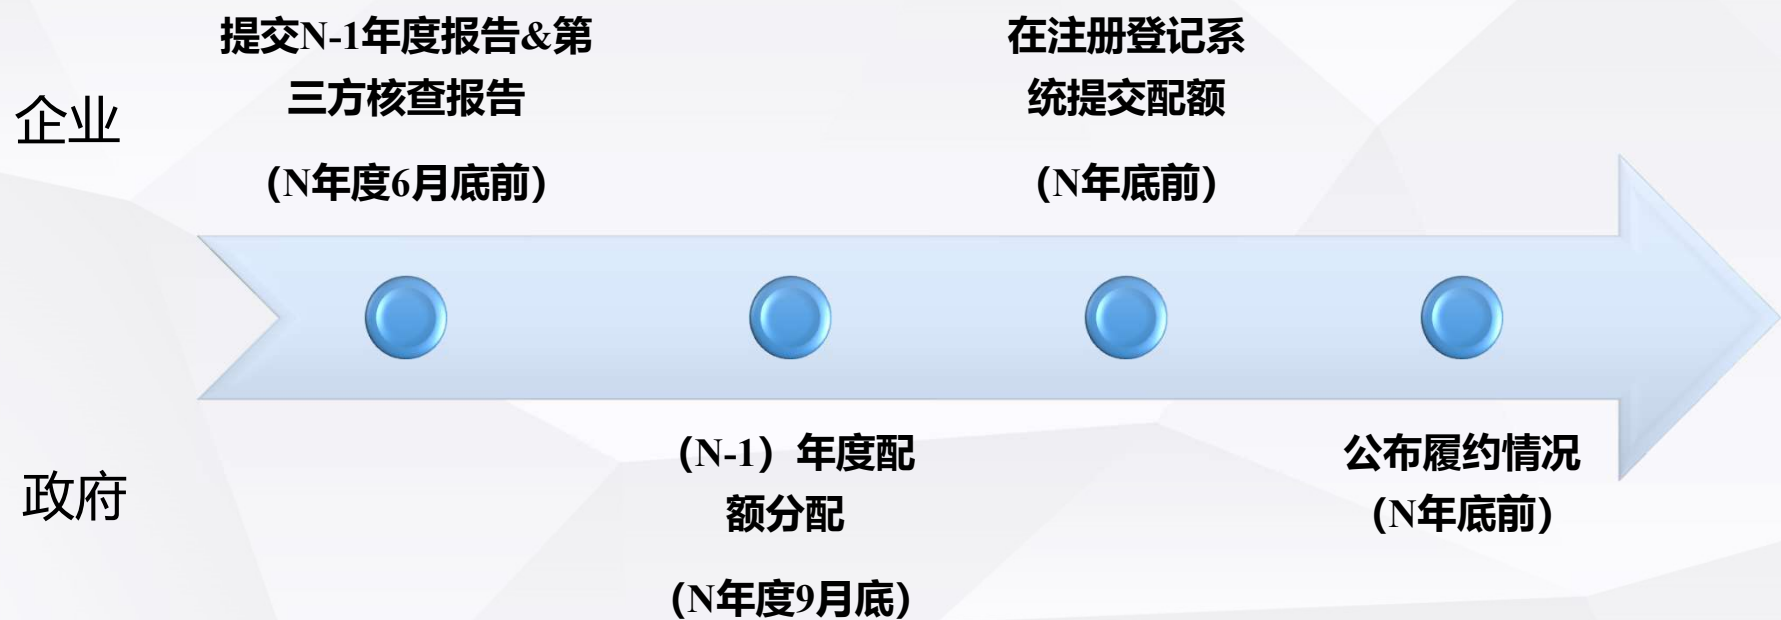 提交N-1年度报告&第
三方核查报告
（N年度6月底前）
在注册登记系
统提交配额
（N年底前）
企业
政府
（N-1）年度配
额分配
（N年度9月底）
公布履约情况
（N年底前）